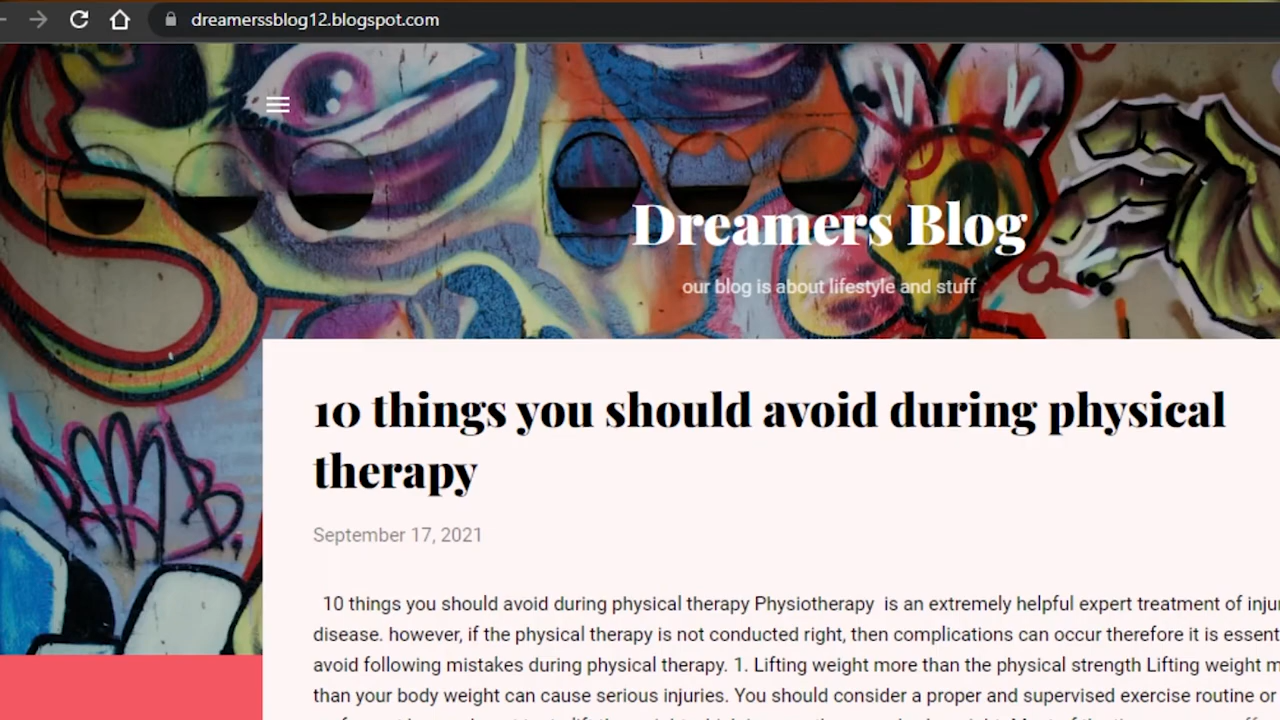 dreamerssblog12.blogspot.com
Dreamers Blog
our blog is about lifestyle and stuff
10 things you should avoid during physical
therapy
September 17, 2021
10 things you should avoid during physical therapy Physiotherapy is an extremely helpful expert treatment of
disease. however, if the physical therapy is not conducted right, then complications can occur therefore it is
avoid following mistakes during physical therapy. 1. Lifting weight more than the physical strength Lifting weight
than your body weight can cause serious injuries. You should consider a proper and supervised exercise routine or